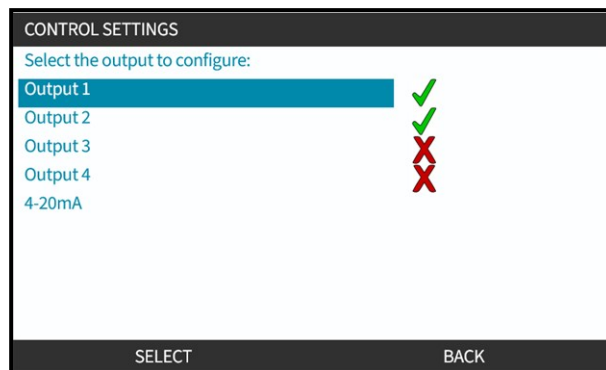 CONTROL SETTINGS
Select the output to configure:
Output 1
Output 2
Output 3
Output 4
4-20mA
SELECT BACK